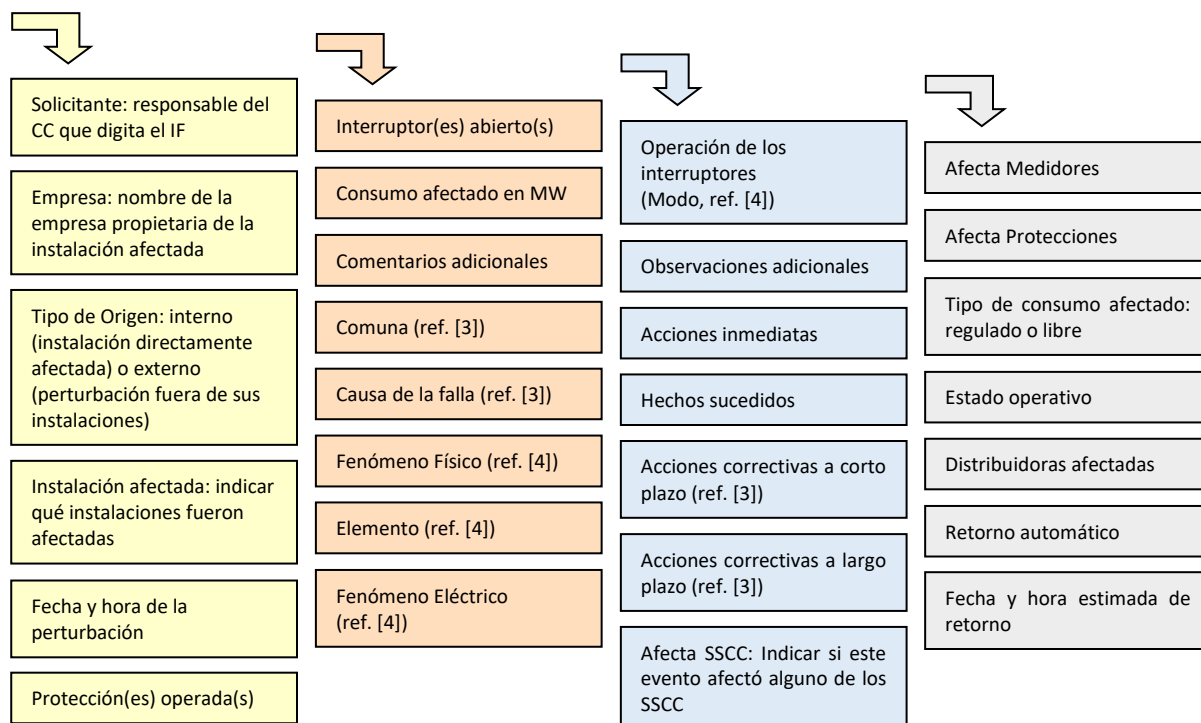 Solicitante: responsable del
CC que digita el IF
Empresa: nombre de la
empresa propietaria de la
instalación afectada
Tipo de Origen: interno
(instalación directamente
afectada) o externo
(perturbación fuera de sus
instalaciones)
Instalación afectada: indicar
qué instalaciones fueron
afectadas
Fecha y hora de la
perturbación
Protección(es) operada(s)
Interruptor(es) abierto(s)
Consumo afectado en MW
Comentarios adicionales
Comuna (ref. [3])
Causa de la falla (ref. [3])
Fenómeno Físico (ref. [4])
Elemento (ref. [4])
Fenómeno Eléctrico
(ref. [4])
Operación de los
interruptores
(Modo, ref. [4])
Observaciones adicionales
Acciones inmediatas
Hechos sucedidos
Acciones correctivas a corto
plazo (ref. [3])
Acciones correctivas a largo
plazo (ref. [3])
Afecta SSCC: Indicar si este
evento afectó alguno de los
SSCC
Afecta Medidores
Afecta Protecciones
Tipo de consumo afectado:
regulado o libre
Estado operativo
Distribuidoras afectadas
Retorno automático
Fecha y hora estimada de
retorno